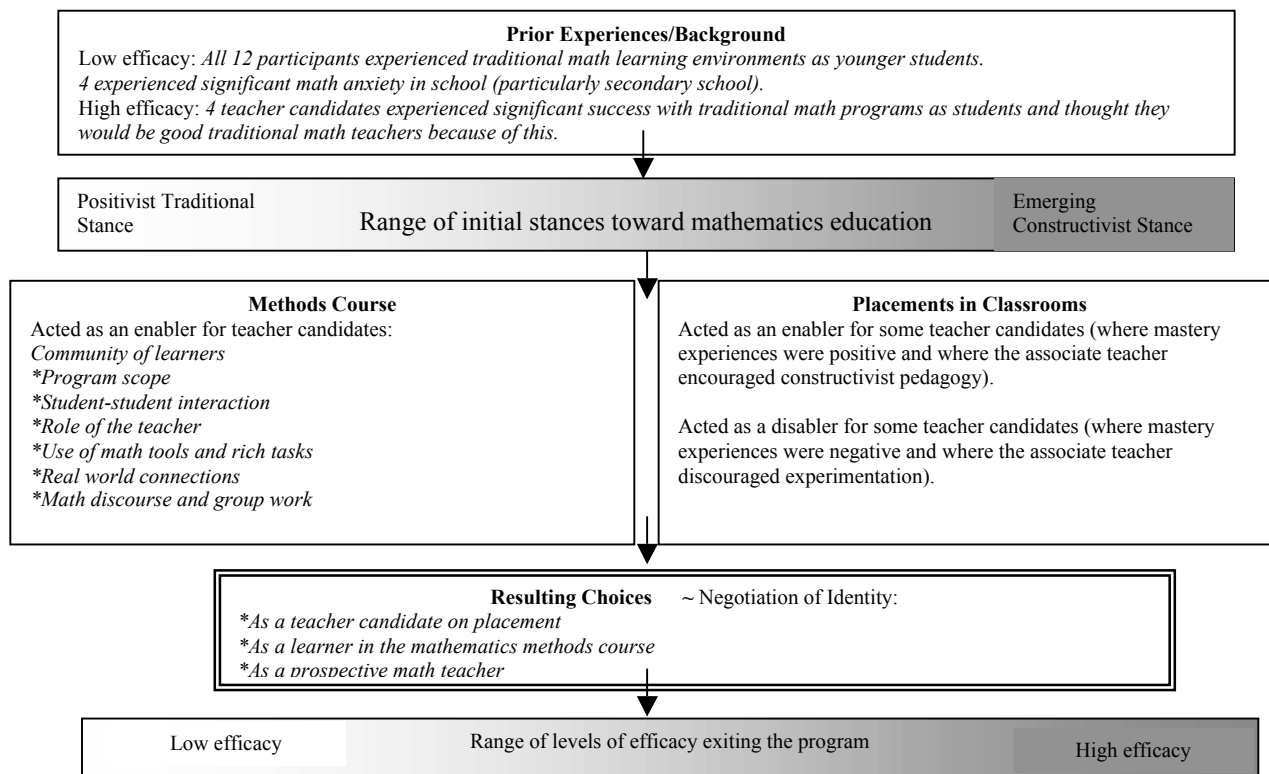 Prior Experiences/Background
Low efficacy: All 12 participants experienced traditional math learning environments as younger students.
4 experienced significant math anxiety in school (particularly secondary school).
High efficacy: 4 teacher candidates experienced significant success with traditional math programs as students and thought they
would be good traditional math teachers because of this.
Positivist Traditional
Stance
Range of initial stances toward mathematics education
Emerging
Constructivist Stance
Methods Course
Acted as an enabler for teacher candidates:
Community of learners
*Program scope
*Student-student interaction
*Role of the teacher
*Use of math tools and rich tasks
*Real world connections
*Math discourse and group work
Placements in Classrooms
Acted as an enabler for some teacher candidates (where mastery
experiences were positive and where the associate teacher
encouraged constructivist pedagogy).
Acted as a disabler for some teacher candidates (where mastery
experiences were negative and where the associate teacher
discouraged experimentation).
Resulting Choices ~ Negotiation of Identity:
*As a teacher candidate on placement
*As a learner in the mathematics methods course
*As a prospective math teacher
Low efficacy
Range of levels of efficacy exiting the program
High efficacy